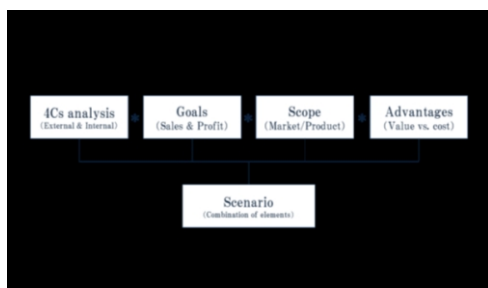 4Cs analysis
(External & Internal)
Goals
(Sales & Profit)
Scope
(Market/Product)
Advantages
(Value vs. cost)
Scenario
(Combination of elements)